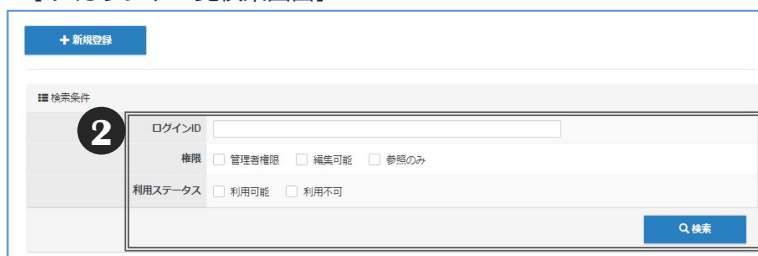 + 新規登録
検索条件
2
ログインID
権限 管理者権限 編集可能 参照のみ
利用ステータス 利用可能 利用不可
検索